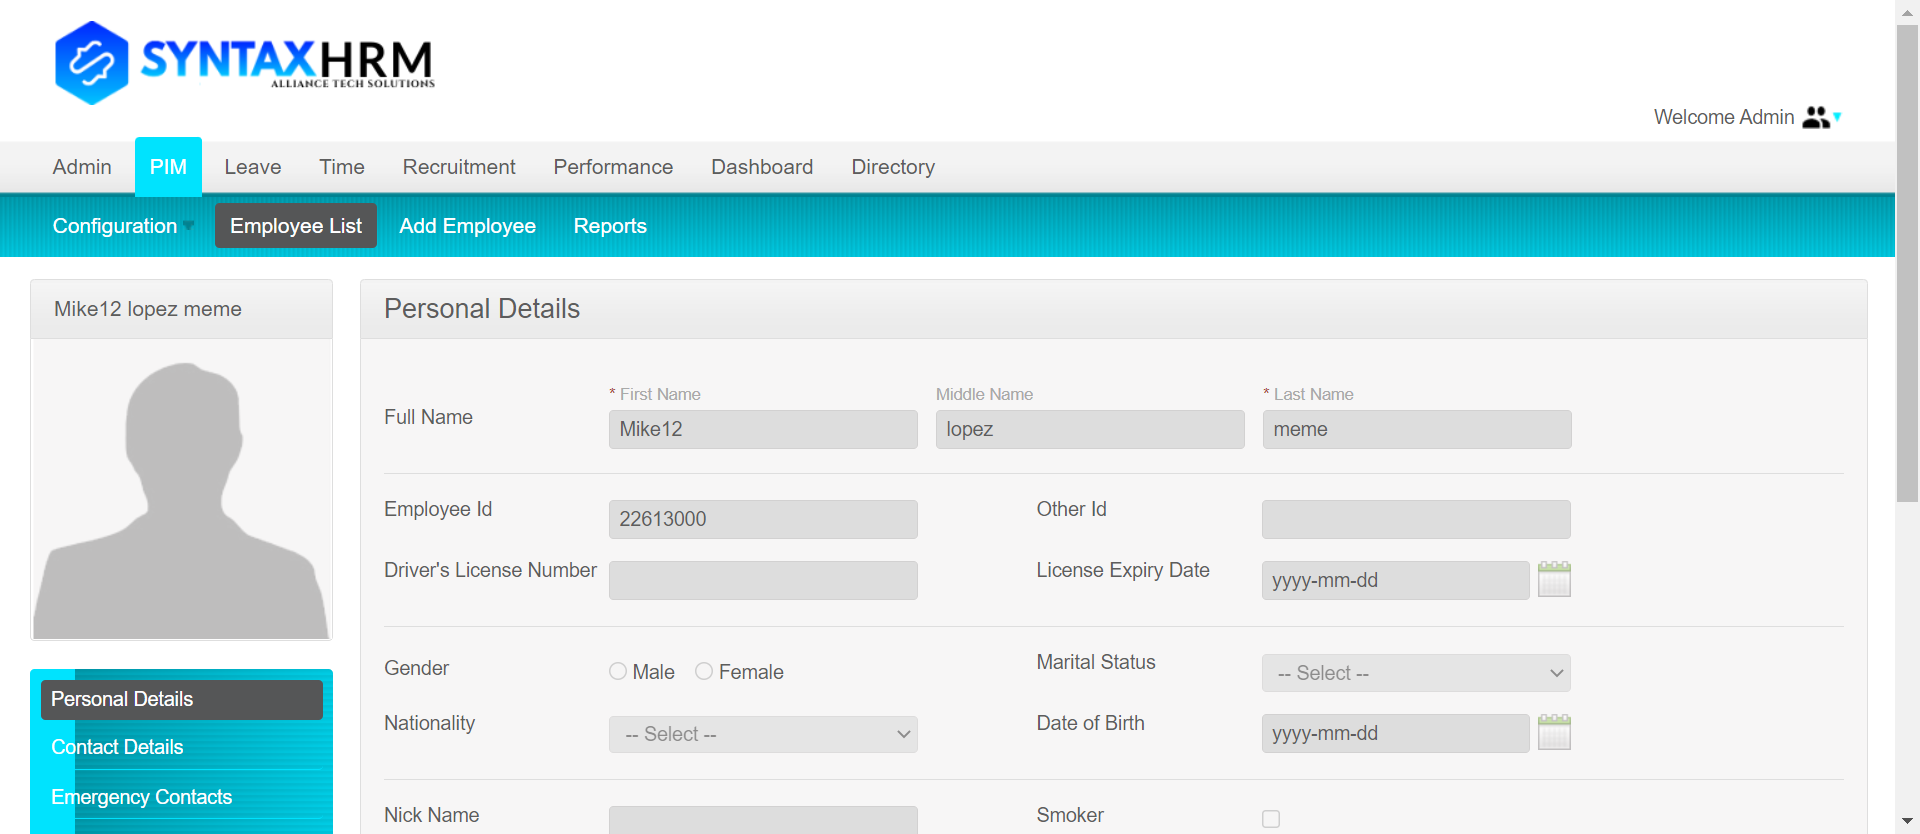 SYNTAXHRM
ALLIANCE TECH SOLUTIONS
Welcome Admin
Admin PIM Leave Time Recruitment Performance Dashboard Directory
Configuration Employee List Add Employee Reports
Mike12 lopez meme
Personal Details
* First Name Middle Name * Last Name
Full Name Mike12 lopez meme
Employee Id 22613000 Other Id
Driver's License Number License Expiry Date yyyy-mm-dd
Gender Male Female Marital Status -- Select --
Nationality -- Select -- Date of Birth yyyy-mm-dd
Nick Name Smoker
Personal Details
Contact Details
Emergency Contacts